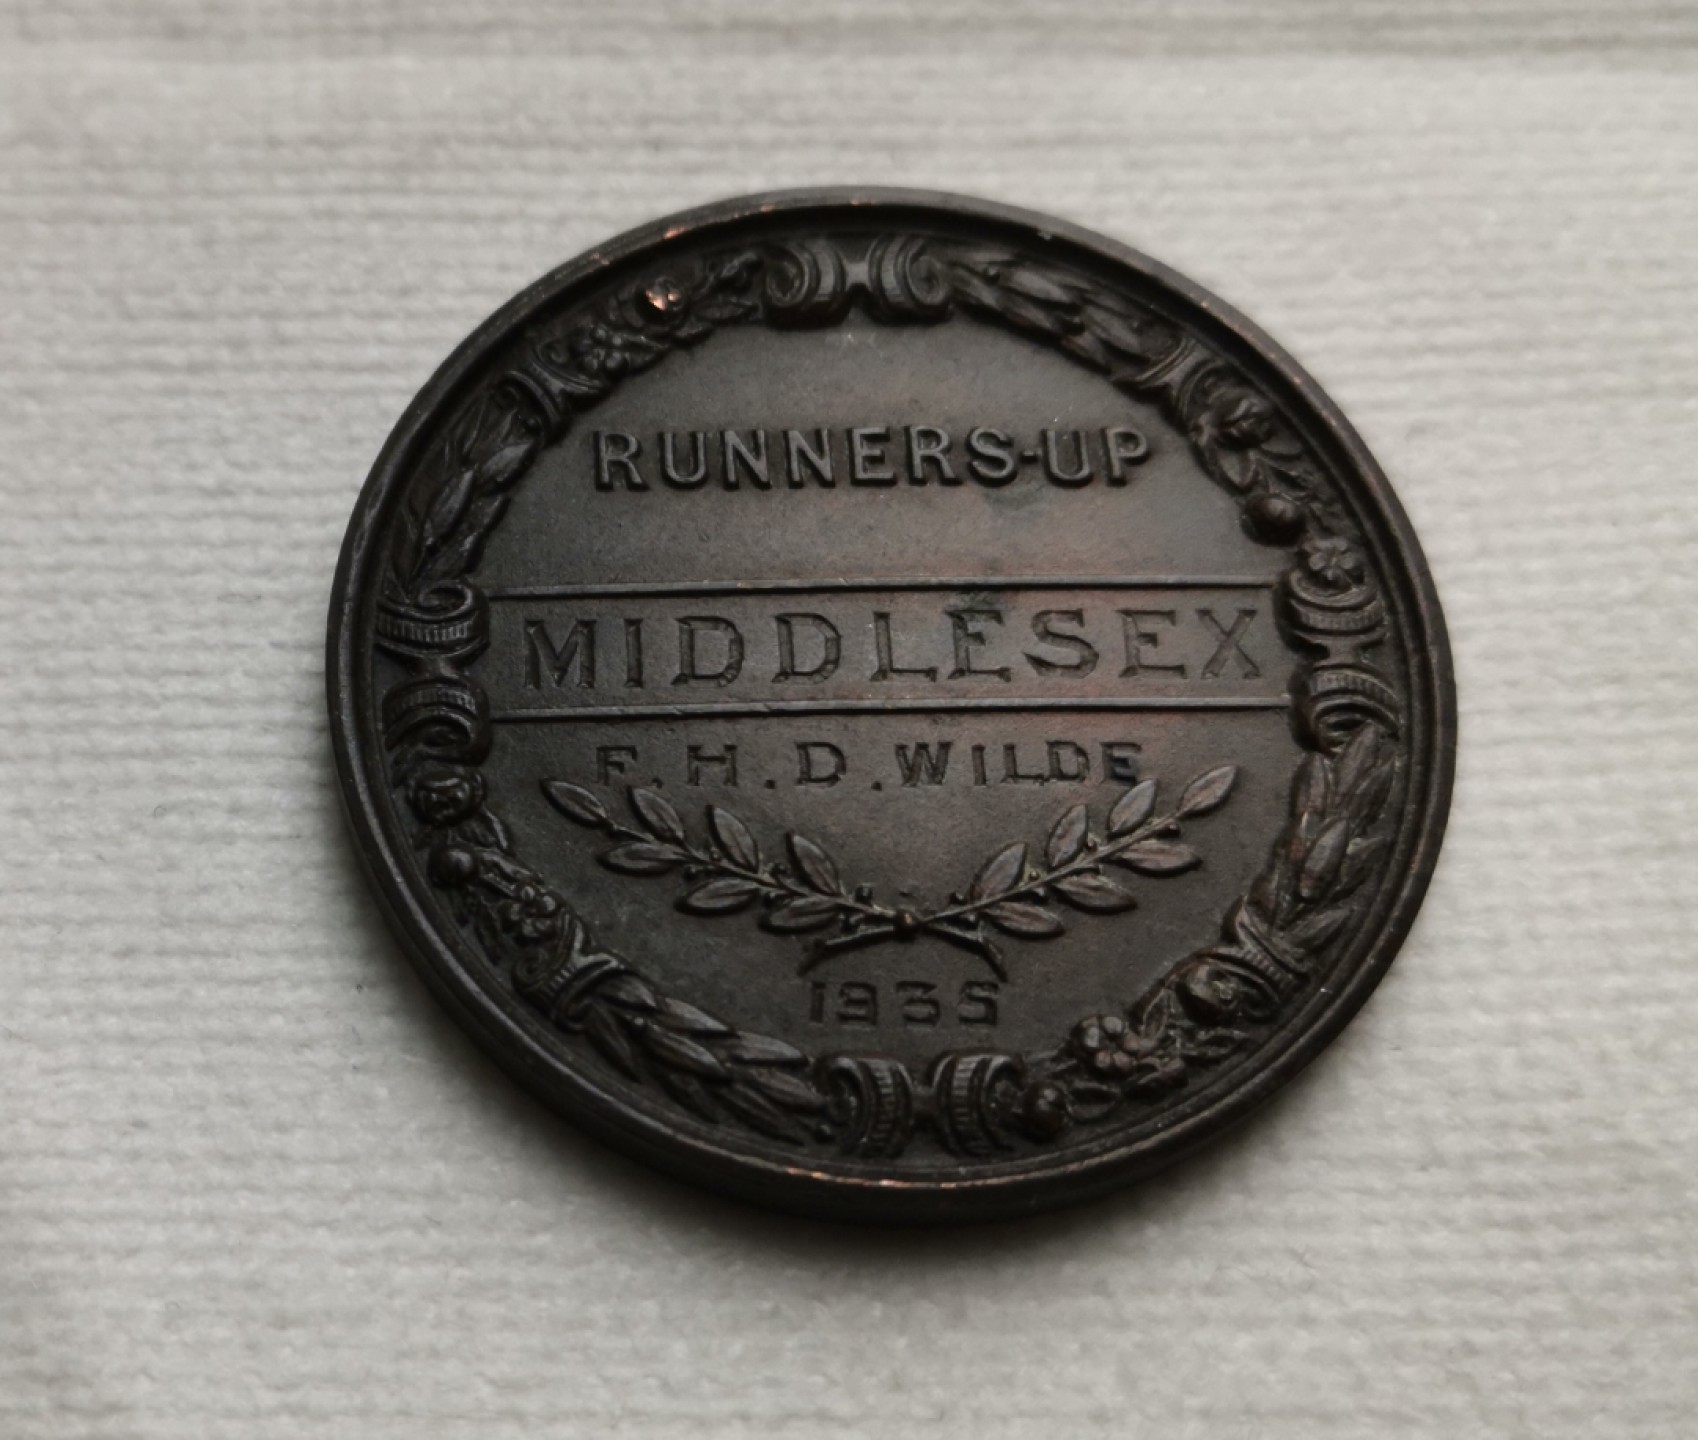 RUNNERS-UP
MIDDLESEX
F. H. D. WILDE
1935